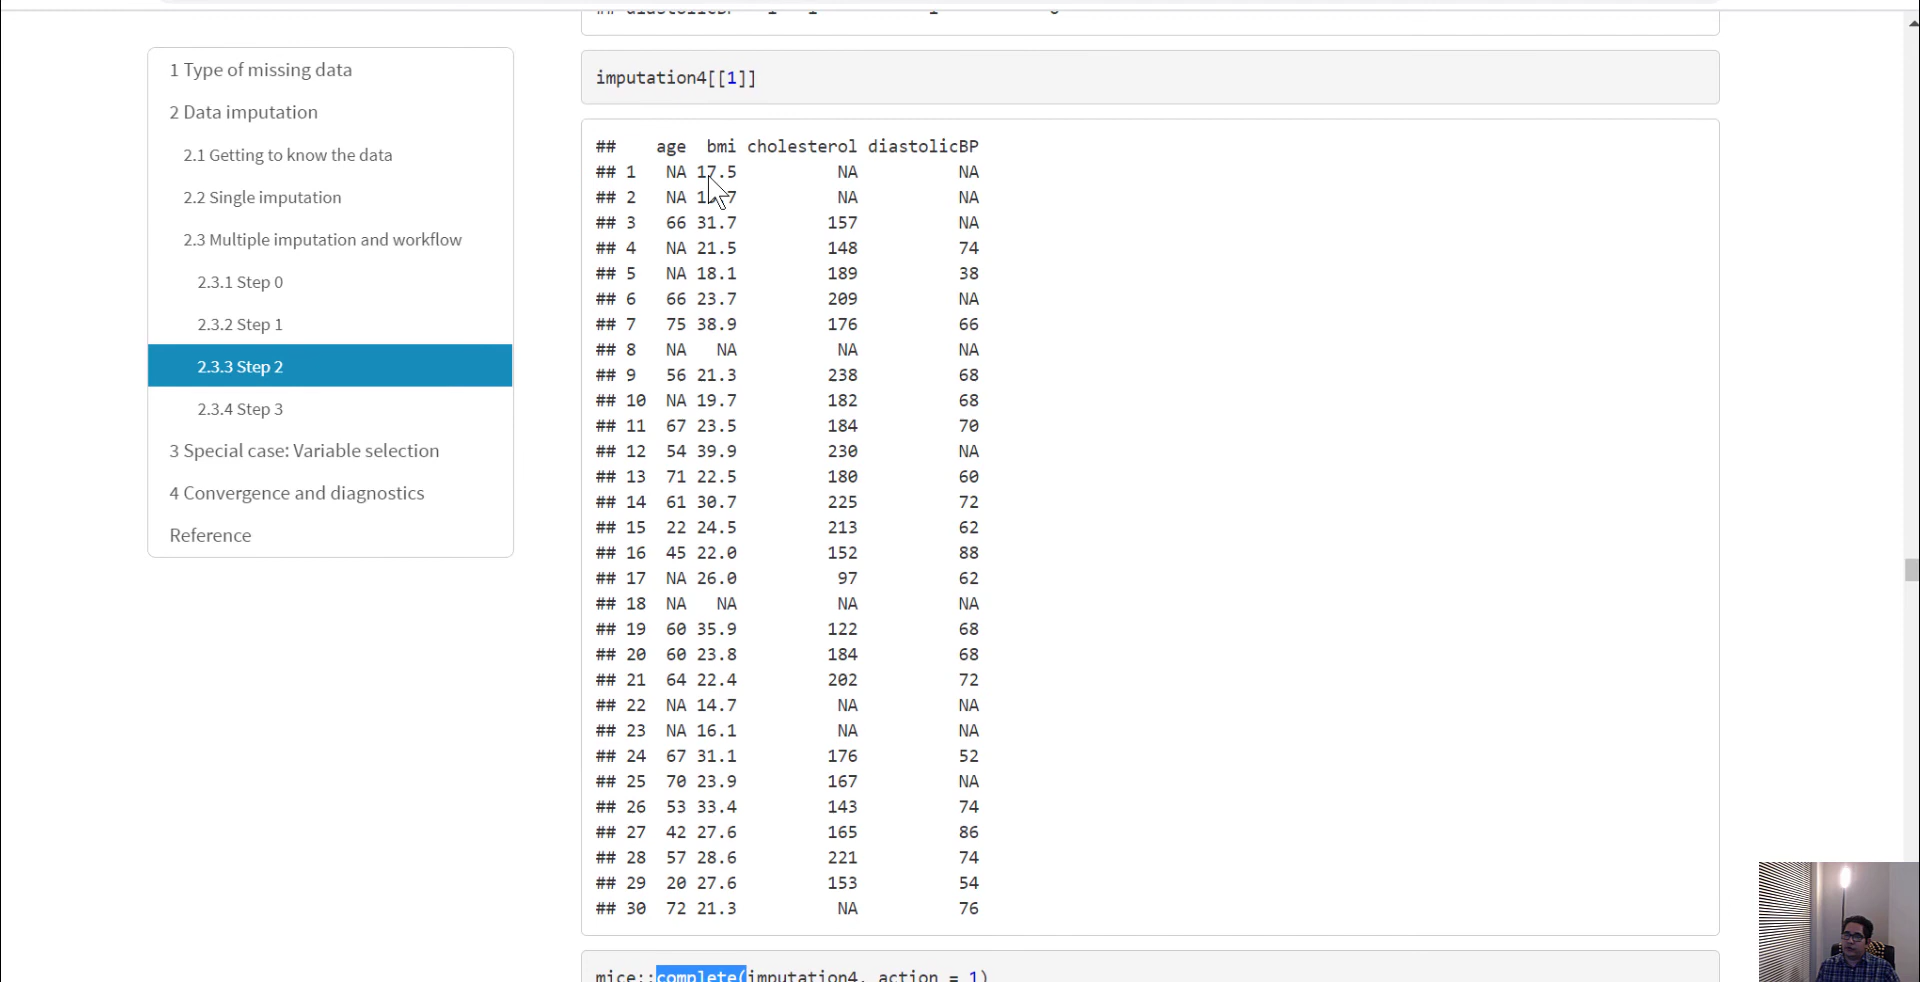 imputation4[[1]]
1 Type of missing data
2 Data imputation
2.1 Getting to know the data
2.2 Single imputation
2.3 Multiple imputation and workflow
2.3.1 Step 0
2.3.2 Step 1
2.3.3 Step 2
2.3.4 Step 3
3 Special case: Variable selection
4 Convergence and diagnostics
Reference
## age bmi cholesterol diastolicBP
## 1 NA 17.5 NA NA
## 2 NA NA NA
## 3 66 31.7 157 NA
## 4 NA 21.5 148 74
## 5 NA 18.1 189 38
## 6 66 23.7 209 NA
## 7 75 38.9 176 66
## 8 NA NA NA NA
## 9 56 21.3 238 68
## 10 NA 19.7 182 68
## 11 67 23.5 184 70
## 12 54 39.9 230 NA
## 13 71 22.5 180 60
## 14 61 30.7 225 72
## 15 22 24.5 213 62
## 16 45 22.0 152 88
## 17 NA 26.0 97 62
## 18 NA NA NA NA
## 19 60 35.9 122 68
## 20 60 23.8 184 68
## 21 64 22.4 202 72
## 22 NA 14.7 NA NA
## 23 NA 16.1 NA NA
## 24 67 31.1 176 52
## 25 70 23.9 167 NA
## 26 53 33.4 143 74
## 27 42 27.6 165 86
## 28 57 28.6 221 74
## 29 20 27.6 153 54
## 30 72 21.3 NA 76
mice::complete(imputation4, action = 1)